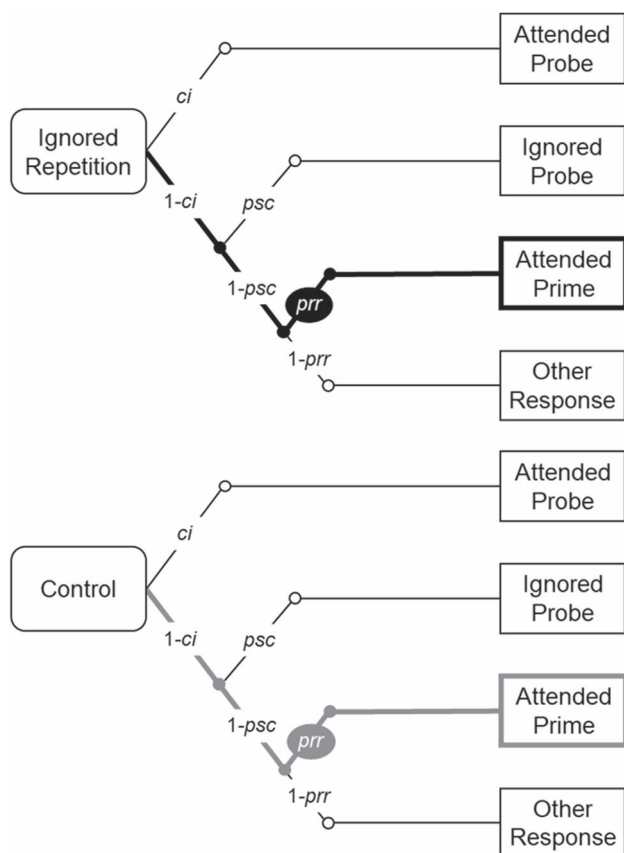 Attended
Probe
ci
Ignored
Repetition
Ignored
Probe
1-ci
psc
Attended
Prime
1-psc
prr
1-prr
Other
Response
Attended
Probe
ci
Control
Ignored
Probe
1-ci
psc
Attended
Prime
1-psc
prr
1-prr
Other
Response